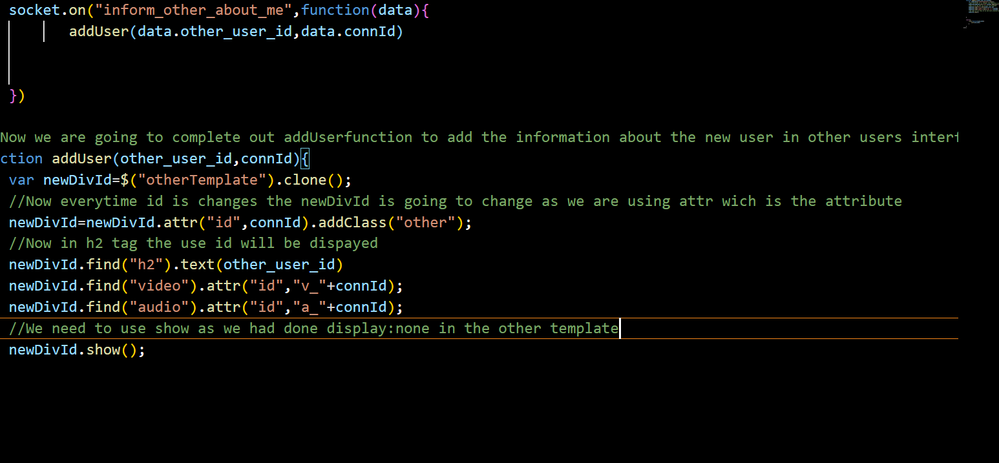 socket.on("inform_other_about_me",function(data){
addUser(data.other_user_id,data.connId)
})
Now we are going to complete out addUserfunction to add the information about the new user in other users interf
ction addUser(other_user_id,connId){
var newDivId=$("otherTemplate").clone();
//Now everytime id is changes the newDivId is going to change as we are using attr wich is the attribute
newDivId=newDivId.attr("id",connId).addClass("other");
//Now in h2 tag the use id will be dispayed
newDivId.find("h2").text(other_user_id)
newDivId.find("video").attr("id","v_"+connId);
newDivId.find("audio").attr("id","a_"+connId);
//We need to use show as we had done display:none in the other template
newDivId.show();